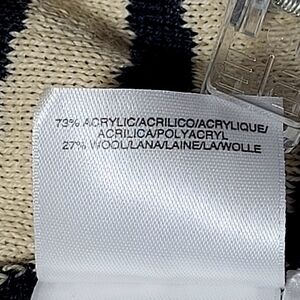 73% ACRYLIC/ACRILICO/ACRYLIQUE/
ACRILICA/POLYACRYL
27% WOOL/LANA/LAINE/LA/WOLLE